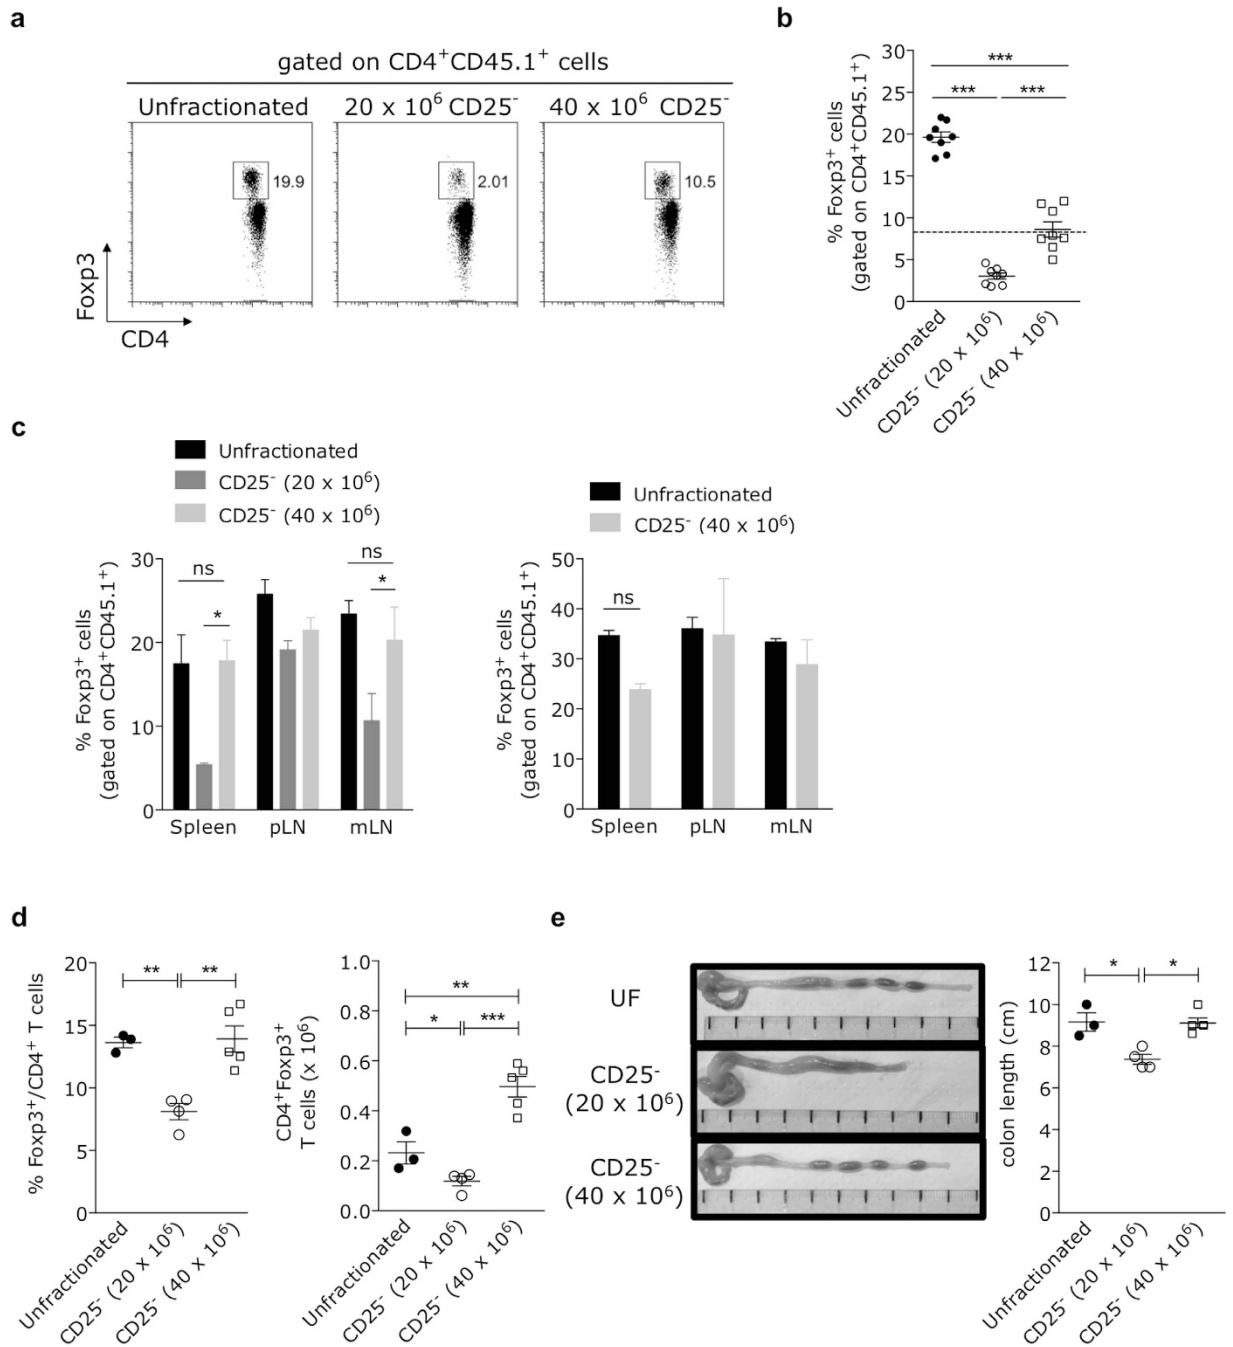 a
gated on CD4⁺CD45.1⁺ cells
Unfractionated
20 x 10⁶ CD25⁻
40 x 10⁶ CD25⁻
19.9
2.01
10.5
Foxp3
CD4
b
% Foxp3⁺ cells
(gated on CD4⁺CD45.1⁺)
30
25
20
15
10
5
0
***
*** ***
Unfractionated
CD25⁻ (20 x 10⁶)
CD25⁻ (40 x 10⁶)
c
Unfractionated
CD25⁻ (20 x 10⁶)
CD25⁻ (40 x 10⁶)
% Foxp3⁺ cells
(gated on CD4⁺CD45.1⁺)
30
20
10
0
ns
*
ns
*
Spleen pLN mLN
Unfractionated
CD25⁻ (40 x 10⁶)
% Foxp3⁺ cells
(gated on CD4⁺CD45.1⁺)
50
40
30
20
10
0
ns
Spleen pLN mLN
d
% Foxp3⁺/CD4⁺ T cells
20
15
10
5
0
** **
Unfractionated
CD25⁻ (20 x 10⁶)
CD25⁻ (40 x 10⁶)
CD4⁺Foxp3⁺
T cells (x 10⁶)
1.0
0.8
0.6
0.4
0.2
0.0
**
* ***
Unfractionated
CD25⁻ (20 x 10⁶)
CD25⁻ (40 x 10⁶)
e
UF
CD25⁻
(20 x 10⁶)
CD25⁻
(40 x 10⁶)
colon length (cm)
12
10
8
6
4
2
0
* *
Unfractionated
CD25⁻ (20 x 10⁶)
CD25⁻ (40 x 10⁶)